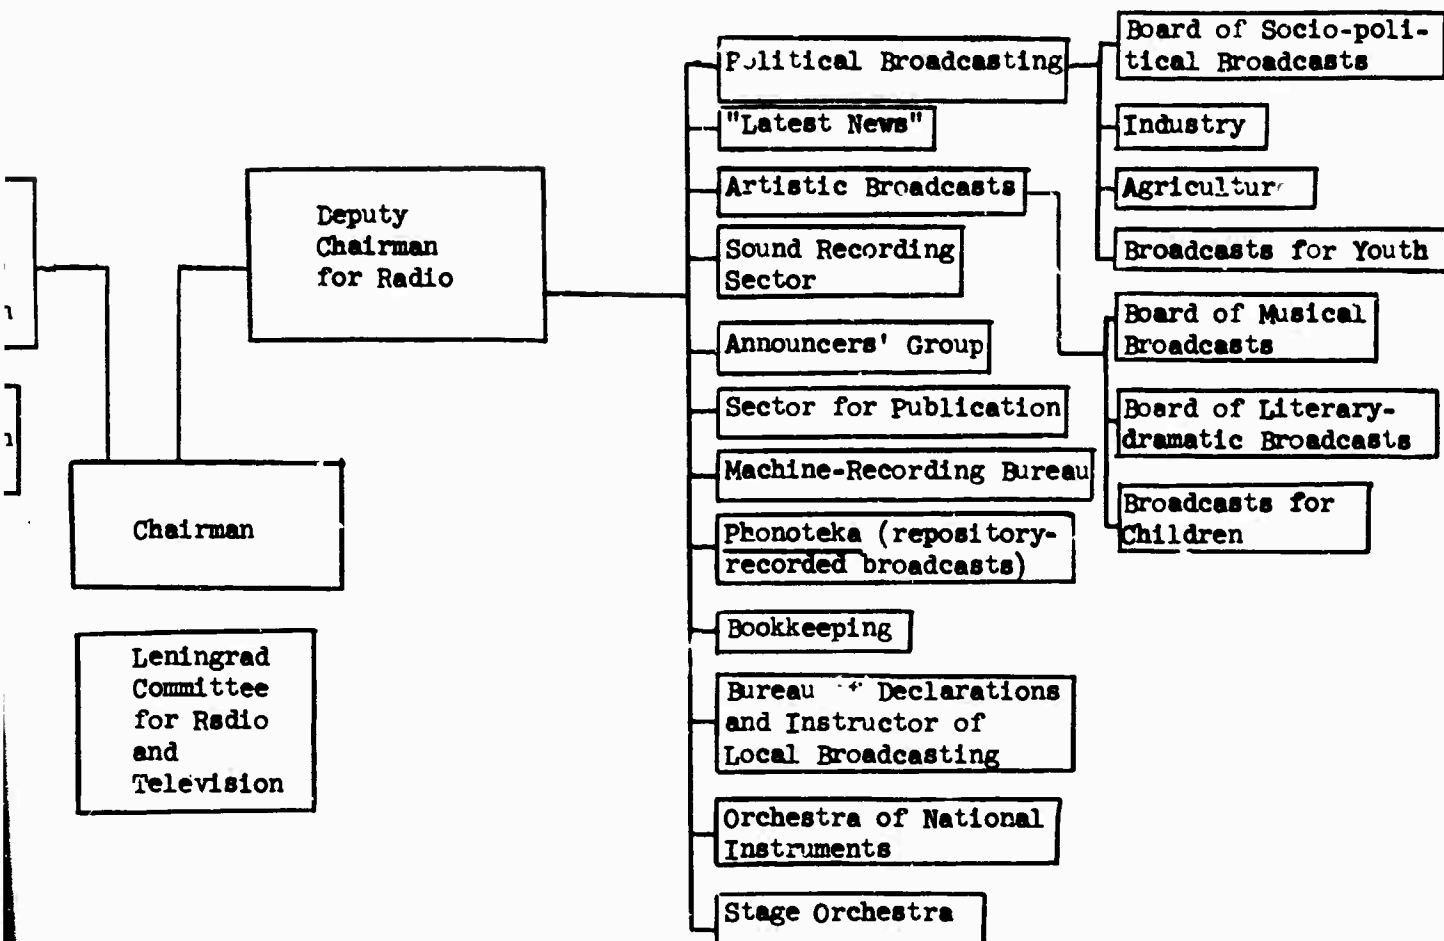 Deputy
Chairman
for Radio
Chairman
Leningrad
Committee
for Radio
and
Television
Political Broadcasting
"Latest News"
Artistic Broadcasts
Sound Recording
Sector
Announcers' Group
Sector for Publication
Machine-Recording Bureau
Phonoteka (repository-
recorded broadcasts)
Bookkeeping
Bureau Declarations
and Instructor of
Local Broadcasting
Orchestra of National
Instruments
Stage Orchestra
Board of Socio-poli-
tical Broadcasts
Industry
Agriculture
Broadcasts for Youth
Board of Musical
Broadcasts
Board of Literary-
dramatic Broadcasts
Broadcasts for
Children